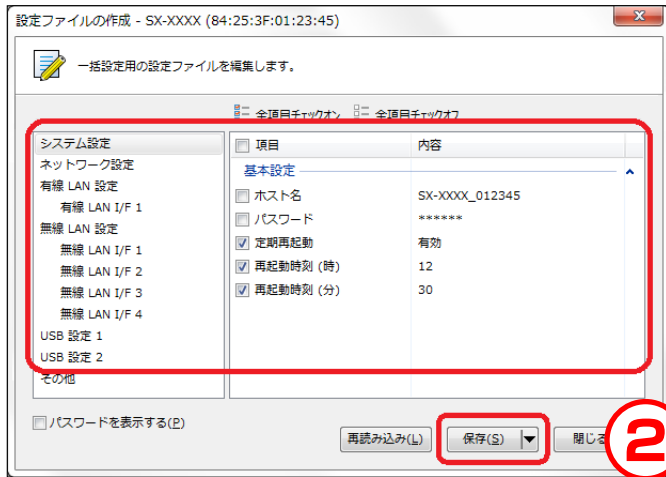 設定ファイルの作成 - SX-XXXX (84:25:3F:01:23:45)
一括設定用の設定ファイルを編集します。
全項目チェックオン 全項目チェックオフ
システム設定
ネットワーク設定
有線 LAN 設定
有線 LAN I/F 1
無線 LAN 設定
無線 LAN I/F 1
無線 LAN I/F 2
無線 LAN I/F 3
無線 LAN I/F 4
USB 設定 1
USB 設定 2
その他
項目 内容
基本設定
ホスト名 SX-XXXX_012345
パスワード ******
定期再起動 有効
再起動時刻 (時) 12
再起動時刻 (分) 30
パスワードを表示する(P)
再読み込み(L) 保存(S) 閉じる
2